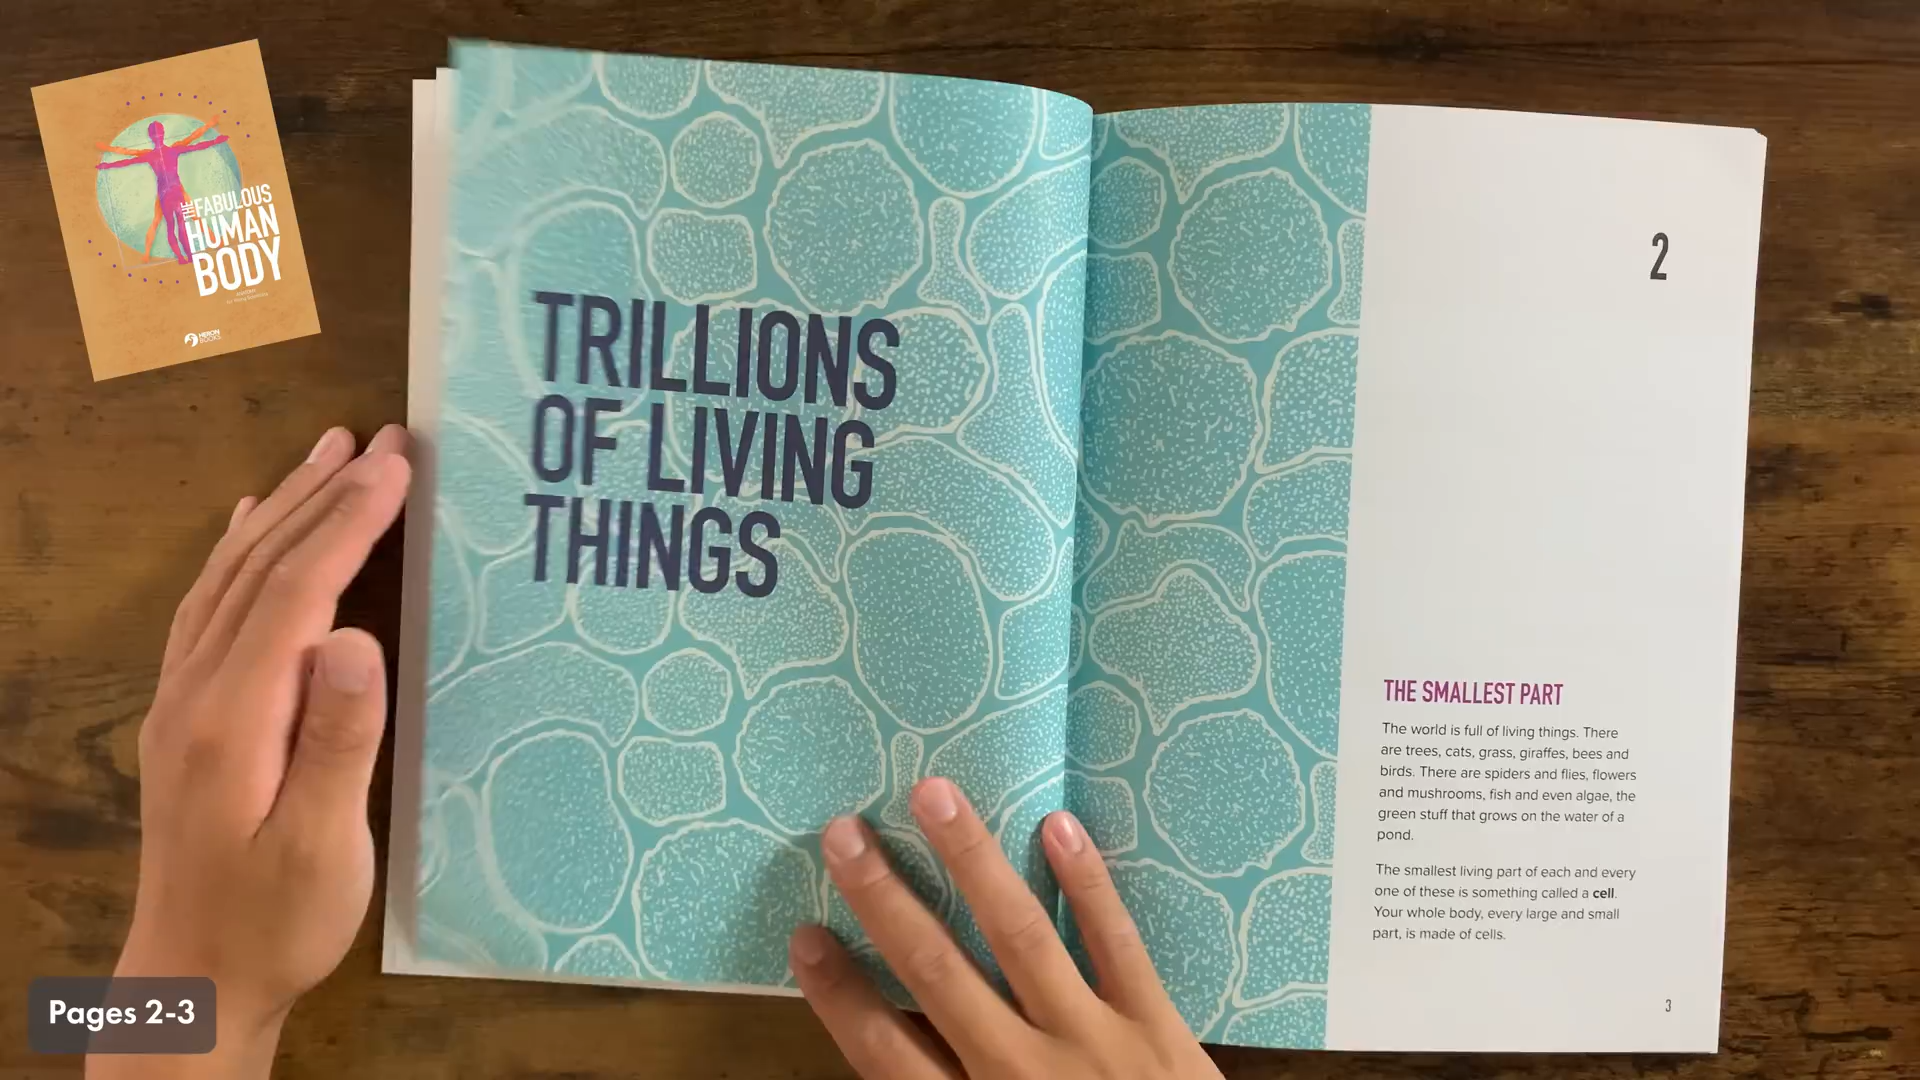 THE FABULOUS
HUMAN
BODY
HERON
BOOKS
TRILLIONS
OF LIVING
THINGS
2
THE SMALLEST PART
The world is full of living things. There
are trees, cats, grass, giraffes, bees and
birds. There are spiders and flies, flowers
and mushrooms, fish and even algae, the
green stuff that grows on the water of a
pond.
The smallest living part of each and every
one of these is something called a cell.
Your whole body, every large and small
part, is made of cells.
3
Pages 2-3